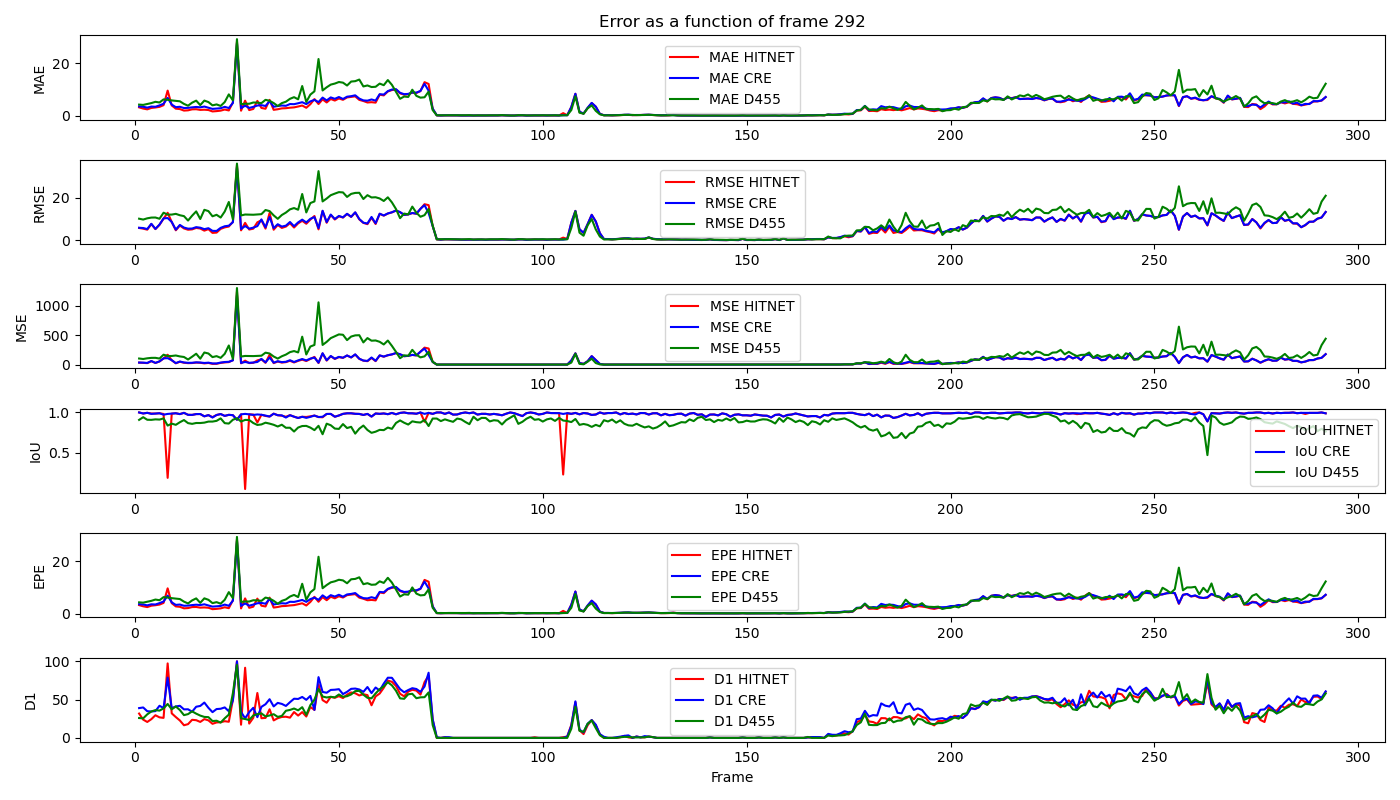 Error as a function of frame 292
MAE
20
0
MAE HITNET
MAE CRE
MAE D455
0 50 100 150 200 250 300
RMSE
20
0
RMSE HITNET
RMSE CRE
RMSE D455
0 50 100 150 200 250 300
MSE
1000
500
0
MSE HITNET
MSE CRE
MSE D455
0 50 100 150 200 250 300
IoU
1.0
0.5
IoU HITNET
IoU CRE
IoU D455
0 50 100 150 200 250 300
EPE
20
0
EPE HITNET
EPE CRE
EPE D455
0 50 100 150 200 250 300
D1
100
50
0
D1 HITNET
D1 CRE
D1 D455
0 50 100 150 200 250 300
Frame